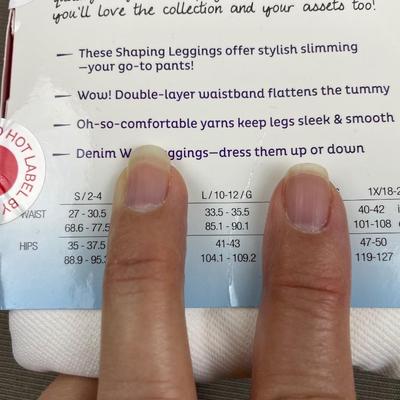 you'll love the collection and your assets too!
— These Shaping Leggings offer stylish slimming
—your go-to pants!
— Wow! Double-layer waistband flattens the tummy
— Oh-so-comfortable yarns keep legs sleek & smooth
— Denim leggings—dress them up or down
HOT LABEL BY
S / 2-4 L / 10-12 / G 1X/18-2
WAIST 27 - 30.5 33.5 - 35.5 40-42
68.6 - 77.5 85.1 - 90.1 101-108
HIPS 35 - 37.5 41-43 47-50
88.9 - 95. 104.1 - 109.2 119-127